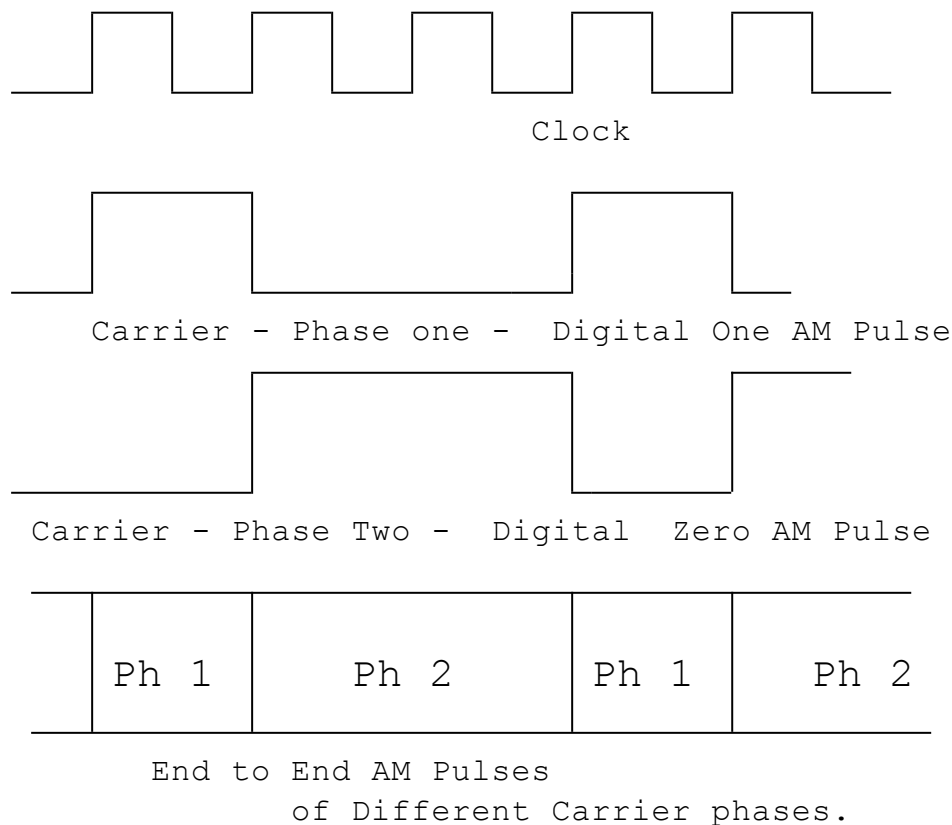 Clock
Carrier - Phase one - Digital One AM Pulse
Carrier - Phase Two - Digital Zero AM Pulse
Ph 1 Ph 2 Ph 1 Ph 2
End to End AM Pulses
of Different Carrier phases.